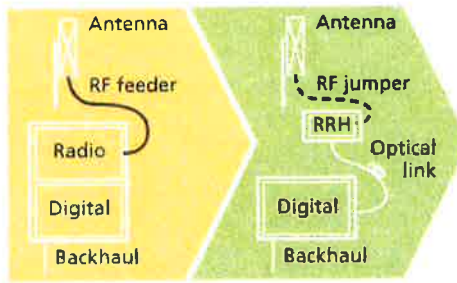 Antenna
RF feeder
Radio
Digital
Backhaul
Antenna
RF jumper
RRH
Optical
link
Digital
Backhaul